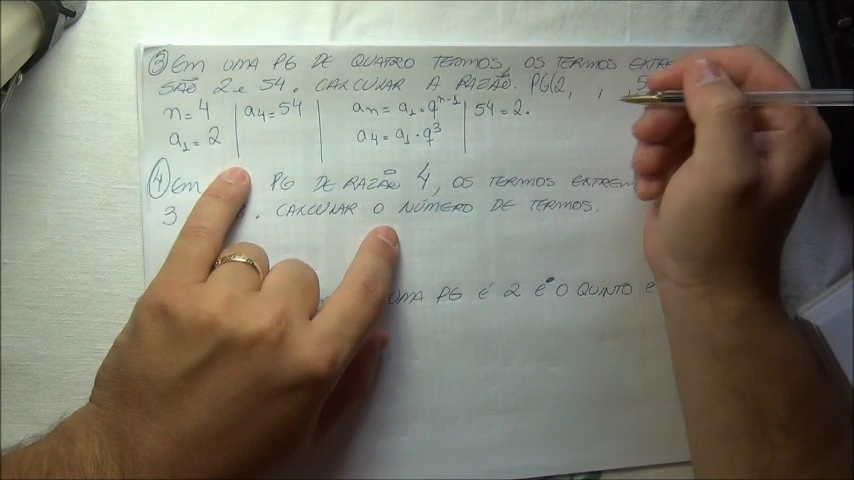 ③ EM UMA PG DE QUATRO TERMOS, OS TERMOS EXTRE
SÃO 2 e 54. CALCULAR A RAZÃO. PG(2, , , 5
n = 4 | a₄ = 54 | aₙ = a₁ · qⁿ⁻¹ | 54 = 2 ·
a₁ = 2 | a₄ = a₁ · q³
④ EM PG DE RAZÃO 4, OS TERMOS EXTREM
3 . CALCULAR O NÚMERO DE TERMOS.
UMA PG É 2 E O QUINTO É